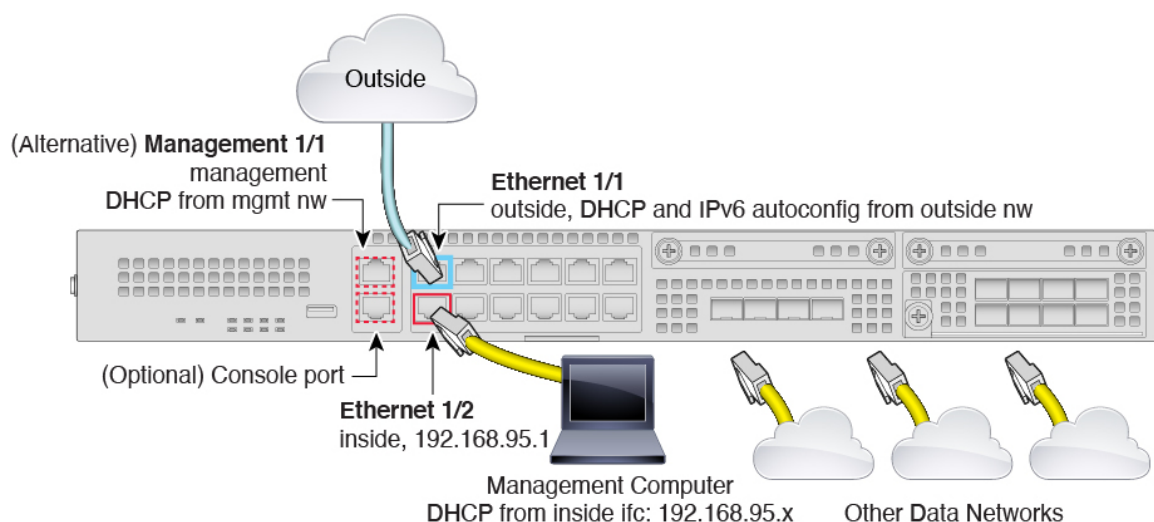 Outside
(Alternative) Management 1/1
management
DHCP from mgmt nw
Ethernet 1/1
outside, DHCP and IPv6 autoconfig from outside nw
(Optional) Console port
Ethernet 1/2
inside, 192.168.95.1
Management Computer
DHCP from inside ifc: 192.168.95.x
Other Data Networks